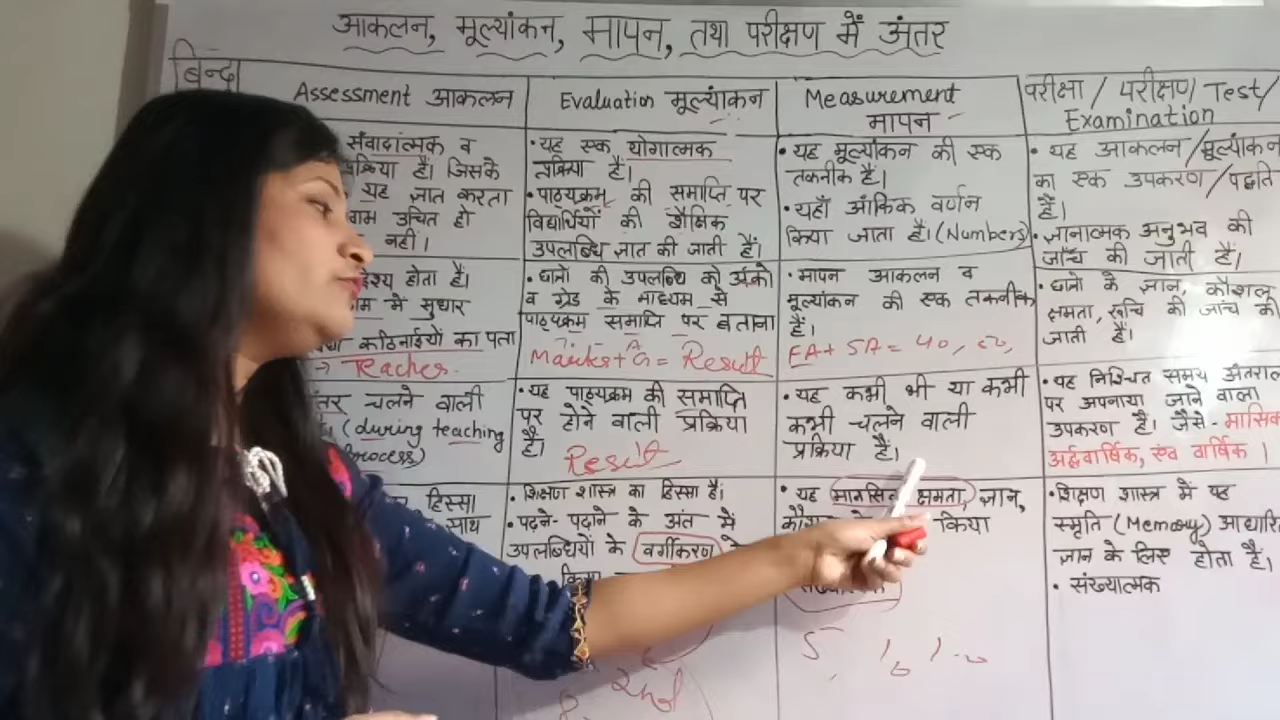 आकलन, मूल्यांकन, मापन, तथा परीक्षण में अंतर
बिन्दु
Assessment आकलन
संवादात्मक व
क्रिया है। जिसके
यह ज्ञात करता
उचित हो
नहीं।
होता है।
में सुधार
कठिनाईयों का पता
→ Teacher.
चलने वाली
(during teaching
process)
हिस्सा
साथ
Evaluation मूल्यांकन
• यह एक योगात्मक
प्रक्रिया है।
• पाठ्यक्रम की समाप्ति पर
विद्यार्थियों की शैक्षिक
उपलब्धि ज्ञात की जाती है।
• छात्रों की उपलब्धि को अंको
व ग्रेड के माध्यम से
पाठ्यक्रम समाप्ति पर बताना
Marks + G = Result
• यह पाठ्यक्रम की समाप्ति
पर होने वाली प्रक्रिया
है।
Result
• शिक्षण शास्त्र का हिस्सा है।
• पढ़ने-पढ़ाने के अंत में
उपलब्धियों के वर्गीकरण
2nd
Measurement
मापन
• यह मूल्यांकन की एक
तकनीक है।
• यहाँ आंकिक वर्णन
किया जाता है। (Numbers)
• मापन आकलन व
मूल्यांकन की एक तकनीक
है।
FA + SA = 40,
• यह कभी भी या कभी
कभी चलने वाली
प्रक्रिया है।
• यह मानसिक क्षमता, ज्ञान,
किया
5,
परीक्षा / परीक्षण / Test /
Examination
• यह आकलन/मूल्यांकन
का एक उपकरण/पद्धति
है।
• ज्ञानात्मक अनुभव की
जाँच की जाती है।
• छात्रों के ज्ञान, कौशल,
क्षमता, रुचि की जांच की
जाती है।
• यह निश्चित समय अंतराल
पर अपनाया जाने वाला
उपकरण है। जैसे- मासिक
अर्द्धवार्षिक, एंव वार्षिक।
• शिक्षण शास्त्र में यह
स्मृति (Memory) आधारित
ज्ञान के लिए होता है।
• संख्यात्मक